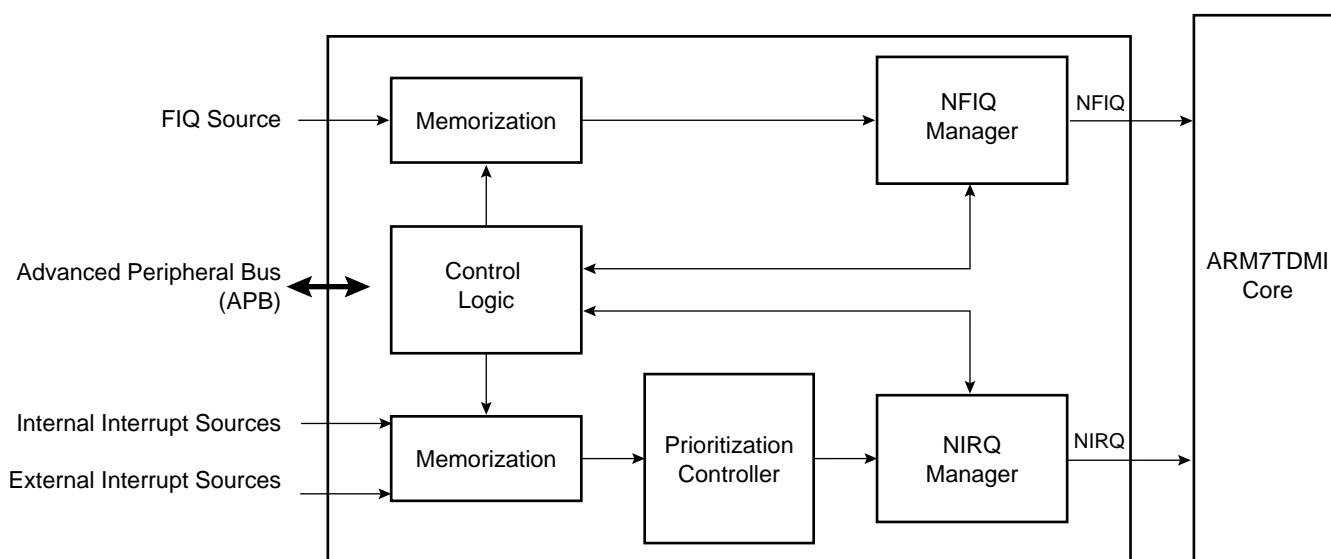 FIQ Source
Memorization
NFIQ
Manager
NFIQ
Advanced Peripheral Bus
(APB)
Control
Logic
ARM7TDMI
Core
Internal Interrupt Sources
External Interrupt Sources
Memorization
Prioritization
Controller
NIRQ
Manager
NIRQ